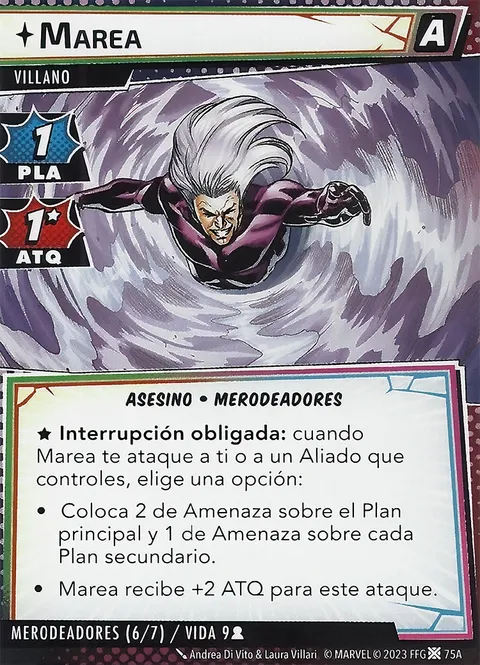 MAREA
A
VILLANO
1
PLA
1
ATQ
ASESINO • MERODEADORES
★ Interrupción obligada: cuando
Marea te ataque a ti o a un Aliado que
controles, elige una opción:
• Coloca 2 de Amenaza sobre el Plan
principal y 1 de Amenaza sobre cada
Plan secundario.
• Marea recibe +2 ATQ para este ataque.
MERODEADORES (6/7) / VIDA 9
Andrea Di Vito & Laura Villari © MARVEL © 2023 FFG 75A